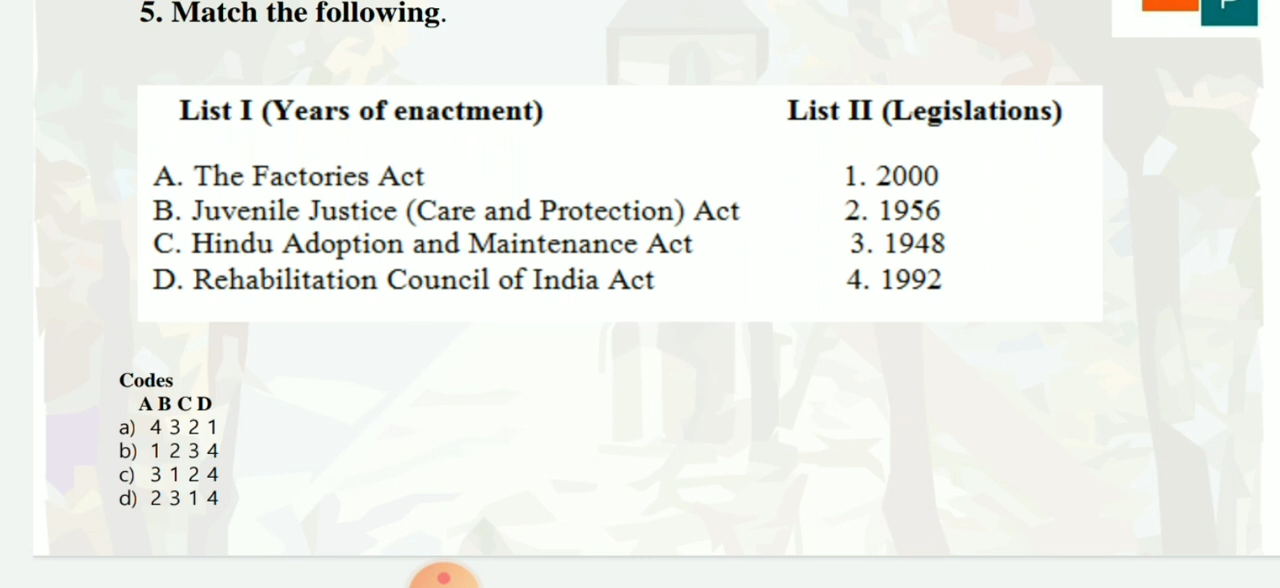 5. Match the following.
List I (Years of enactment) List II (Legislations)
A. The Factories Act 1. 2000
B. Juvenile Justice (Care and Protection) Act 2. 1956
C. Hindu Adoption and Maintenance Act 3. 1948
D. Rehabilitation Council of India Act 4. 1992
Codes
A B C D
a) 4 3 2 1
b) 1 2 3 4
c) 3 1 2 4
d) 2 3 1 4